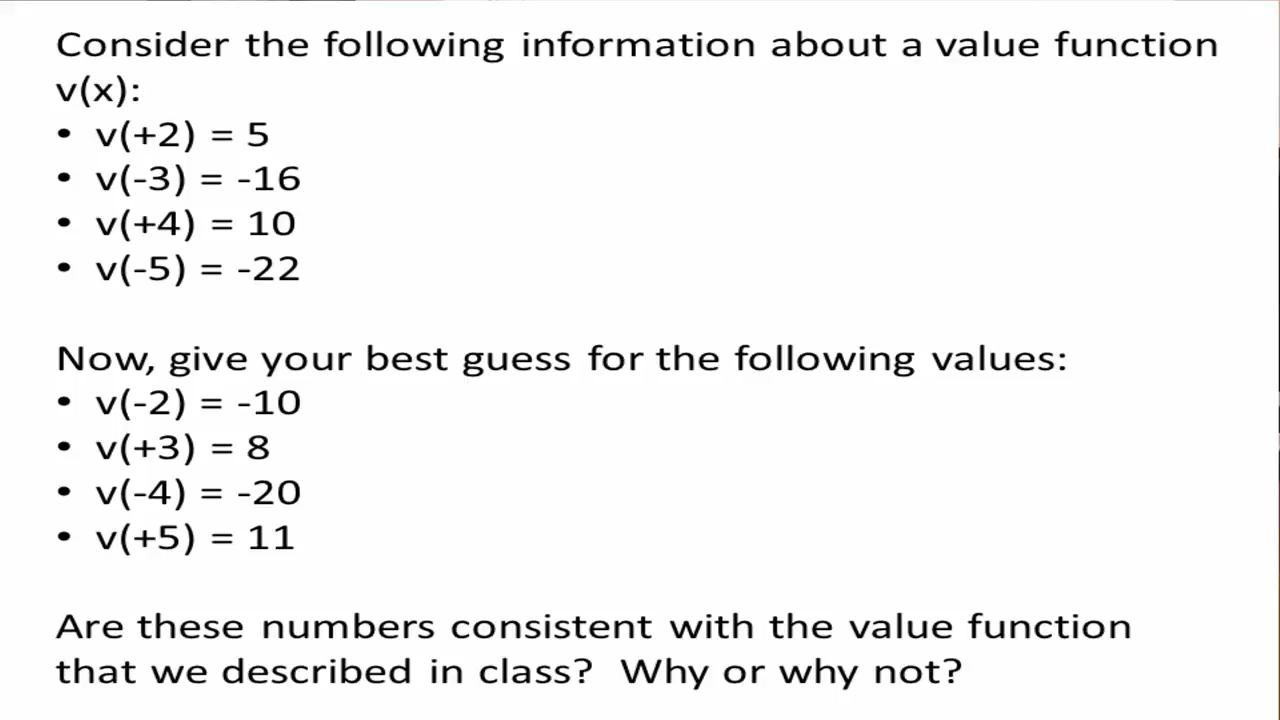 Consider the following information about a value function
v(x):
• v(+2) = 5
• v(-3) = -16
• v(+4) = 10
• v(-5) = -22
Now, give your best guess for the following values:
• v(-2) = -10
• v(+3) = 8
• v(-4) = -20
• v(+5) = 11
Are these numbers consistent with the value function
that we described in class?  Why or why not?